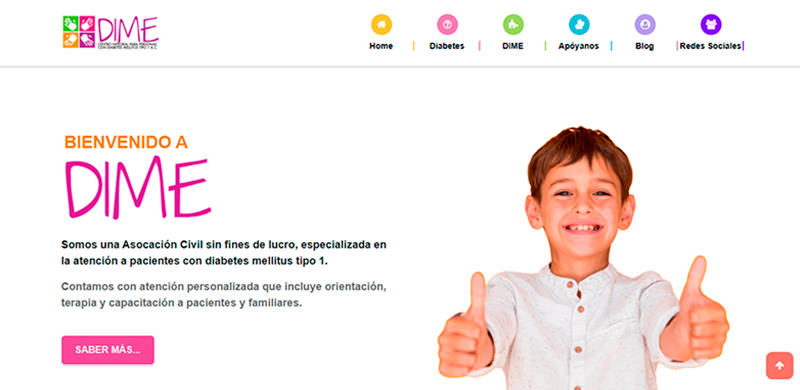 DIME
CENTRO INTEGRAL PARA PERSONAS
CON DIABETES MELLITUS TIPO 1 A.C.
Home
Diabetes
DIME
Apóyanos
Blog
Redes Sociales
BIENVENIDO A
DIME
Somos una Asocación Civil sin fines de lucro, especializada en
la atención a pacientes con diabetes mellitus tipo 1.
Contamos con atención personalizada que incluye orientación,
terapia y capacitación a pacientes y familiares.
SABER MÁS...